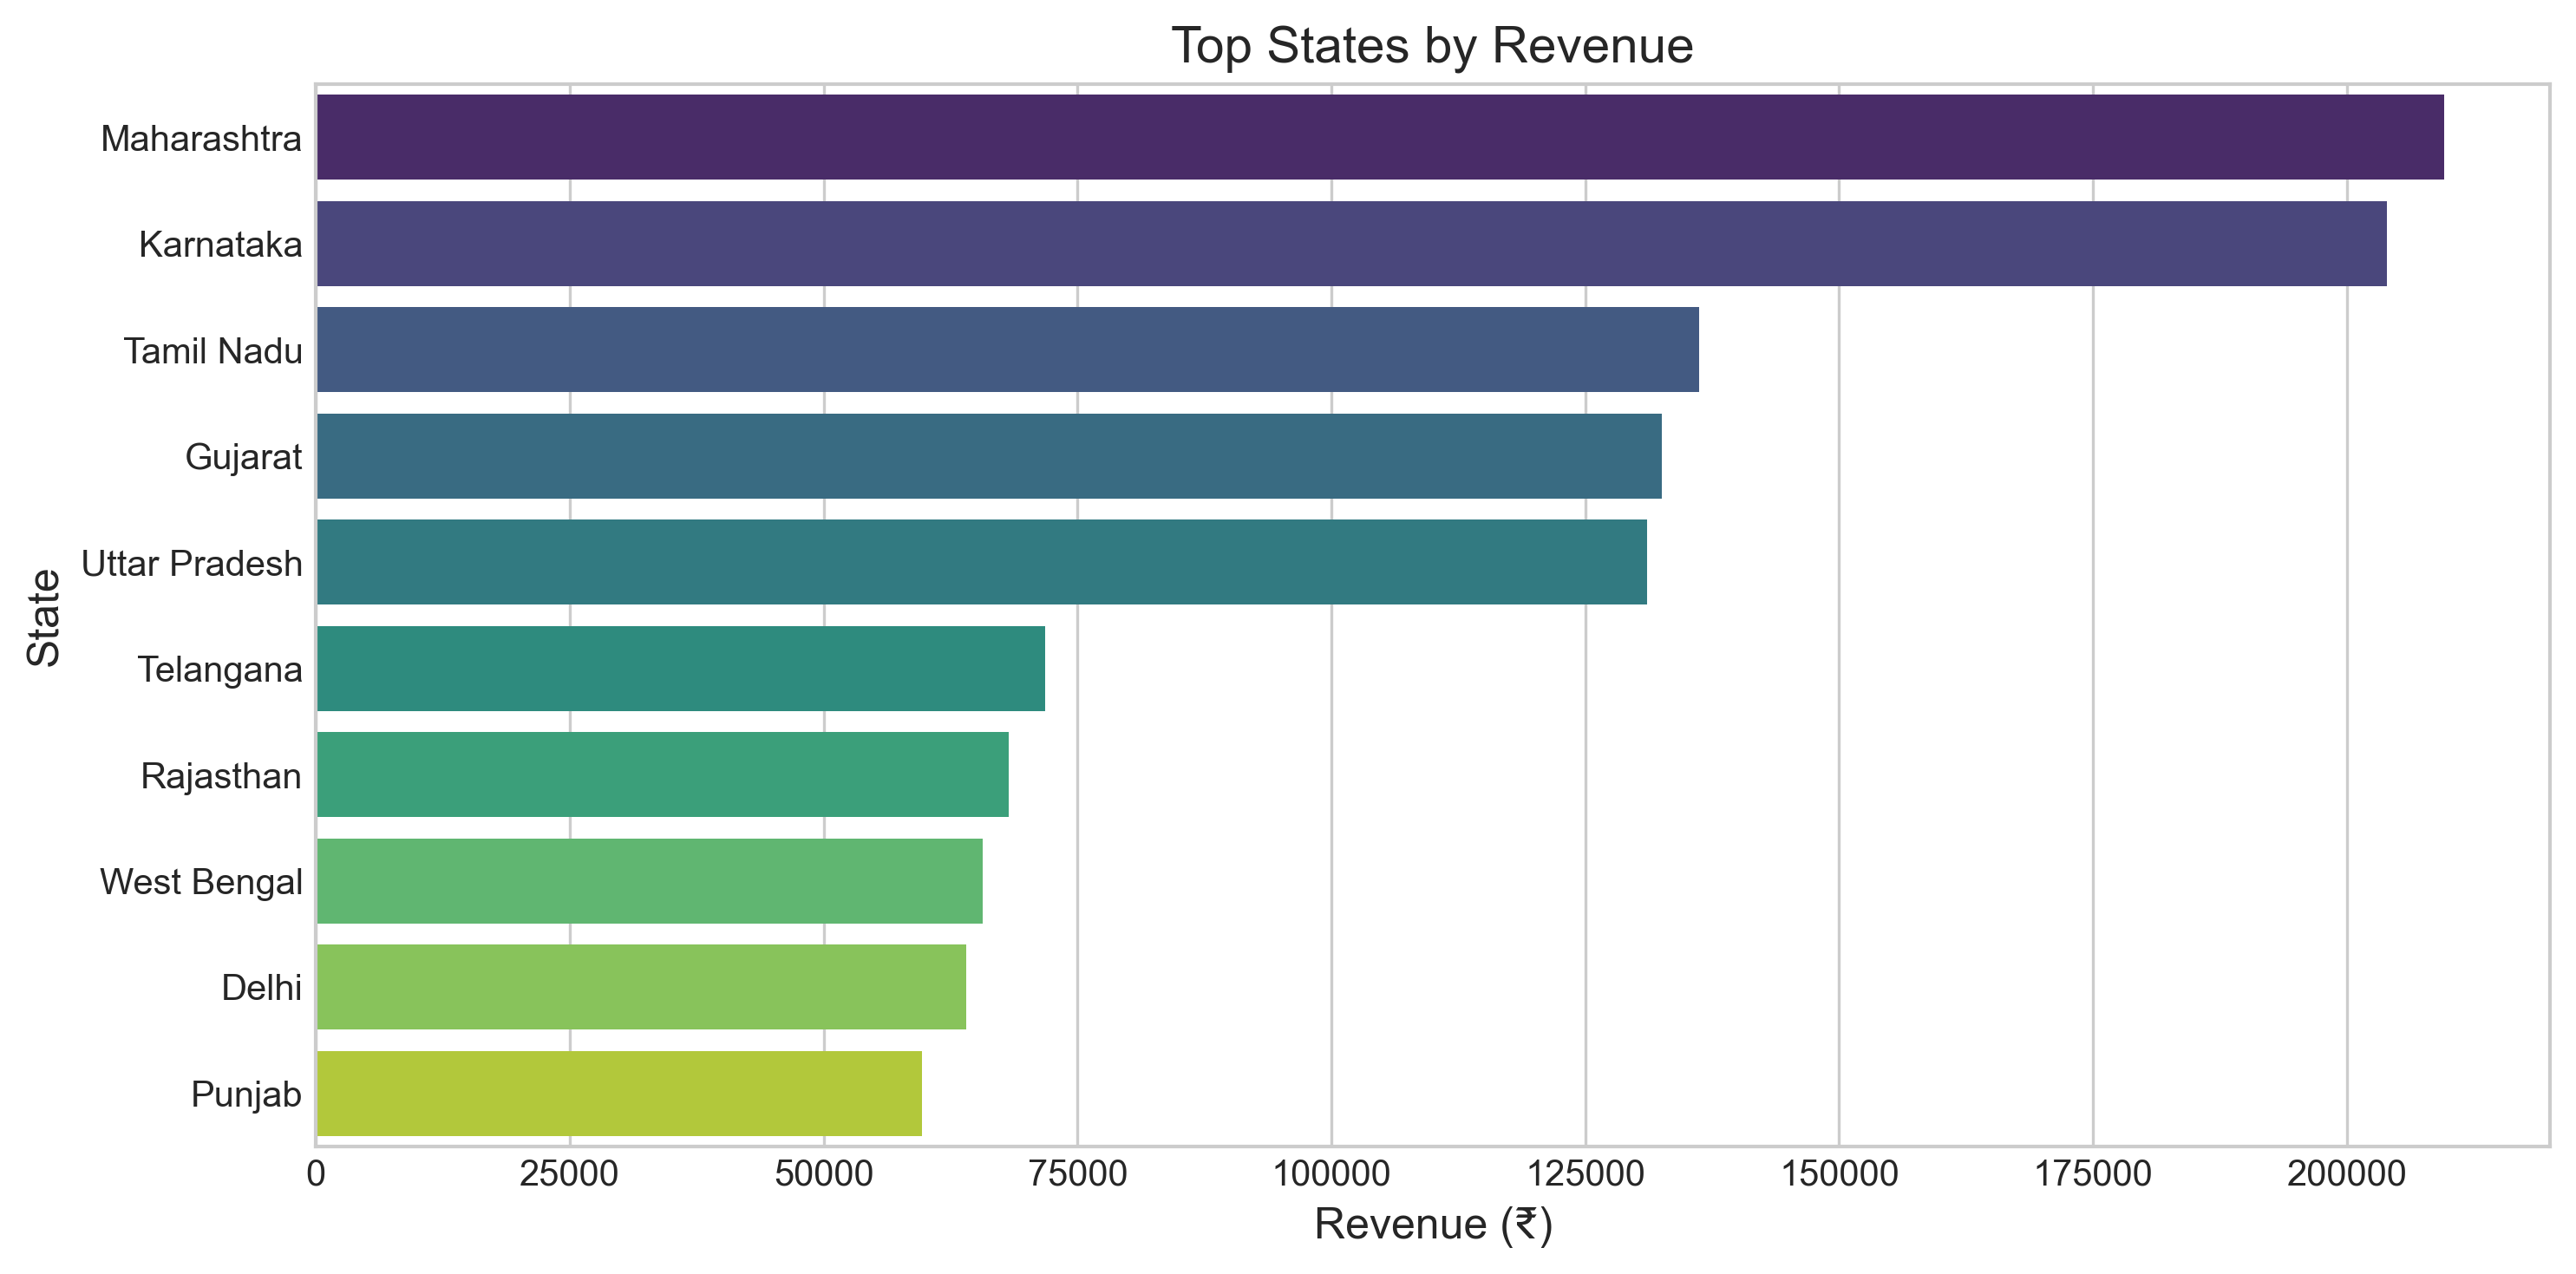 Top States by Revenue
Maharashtra
Karnataka
Tamil Nadu
Gujarat
Uttar Pradesh
Telangana
Rajasthan
West Bengal
Delhi
Punjab
State
0 25000 50000 75000 100000 125000 150000 175000 200000
Revenue (₹)